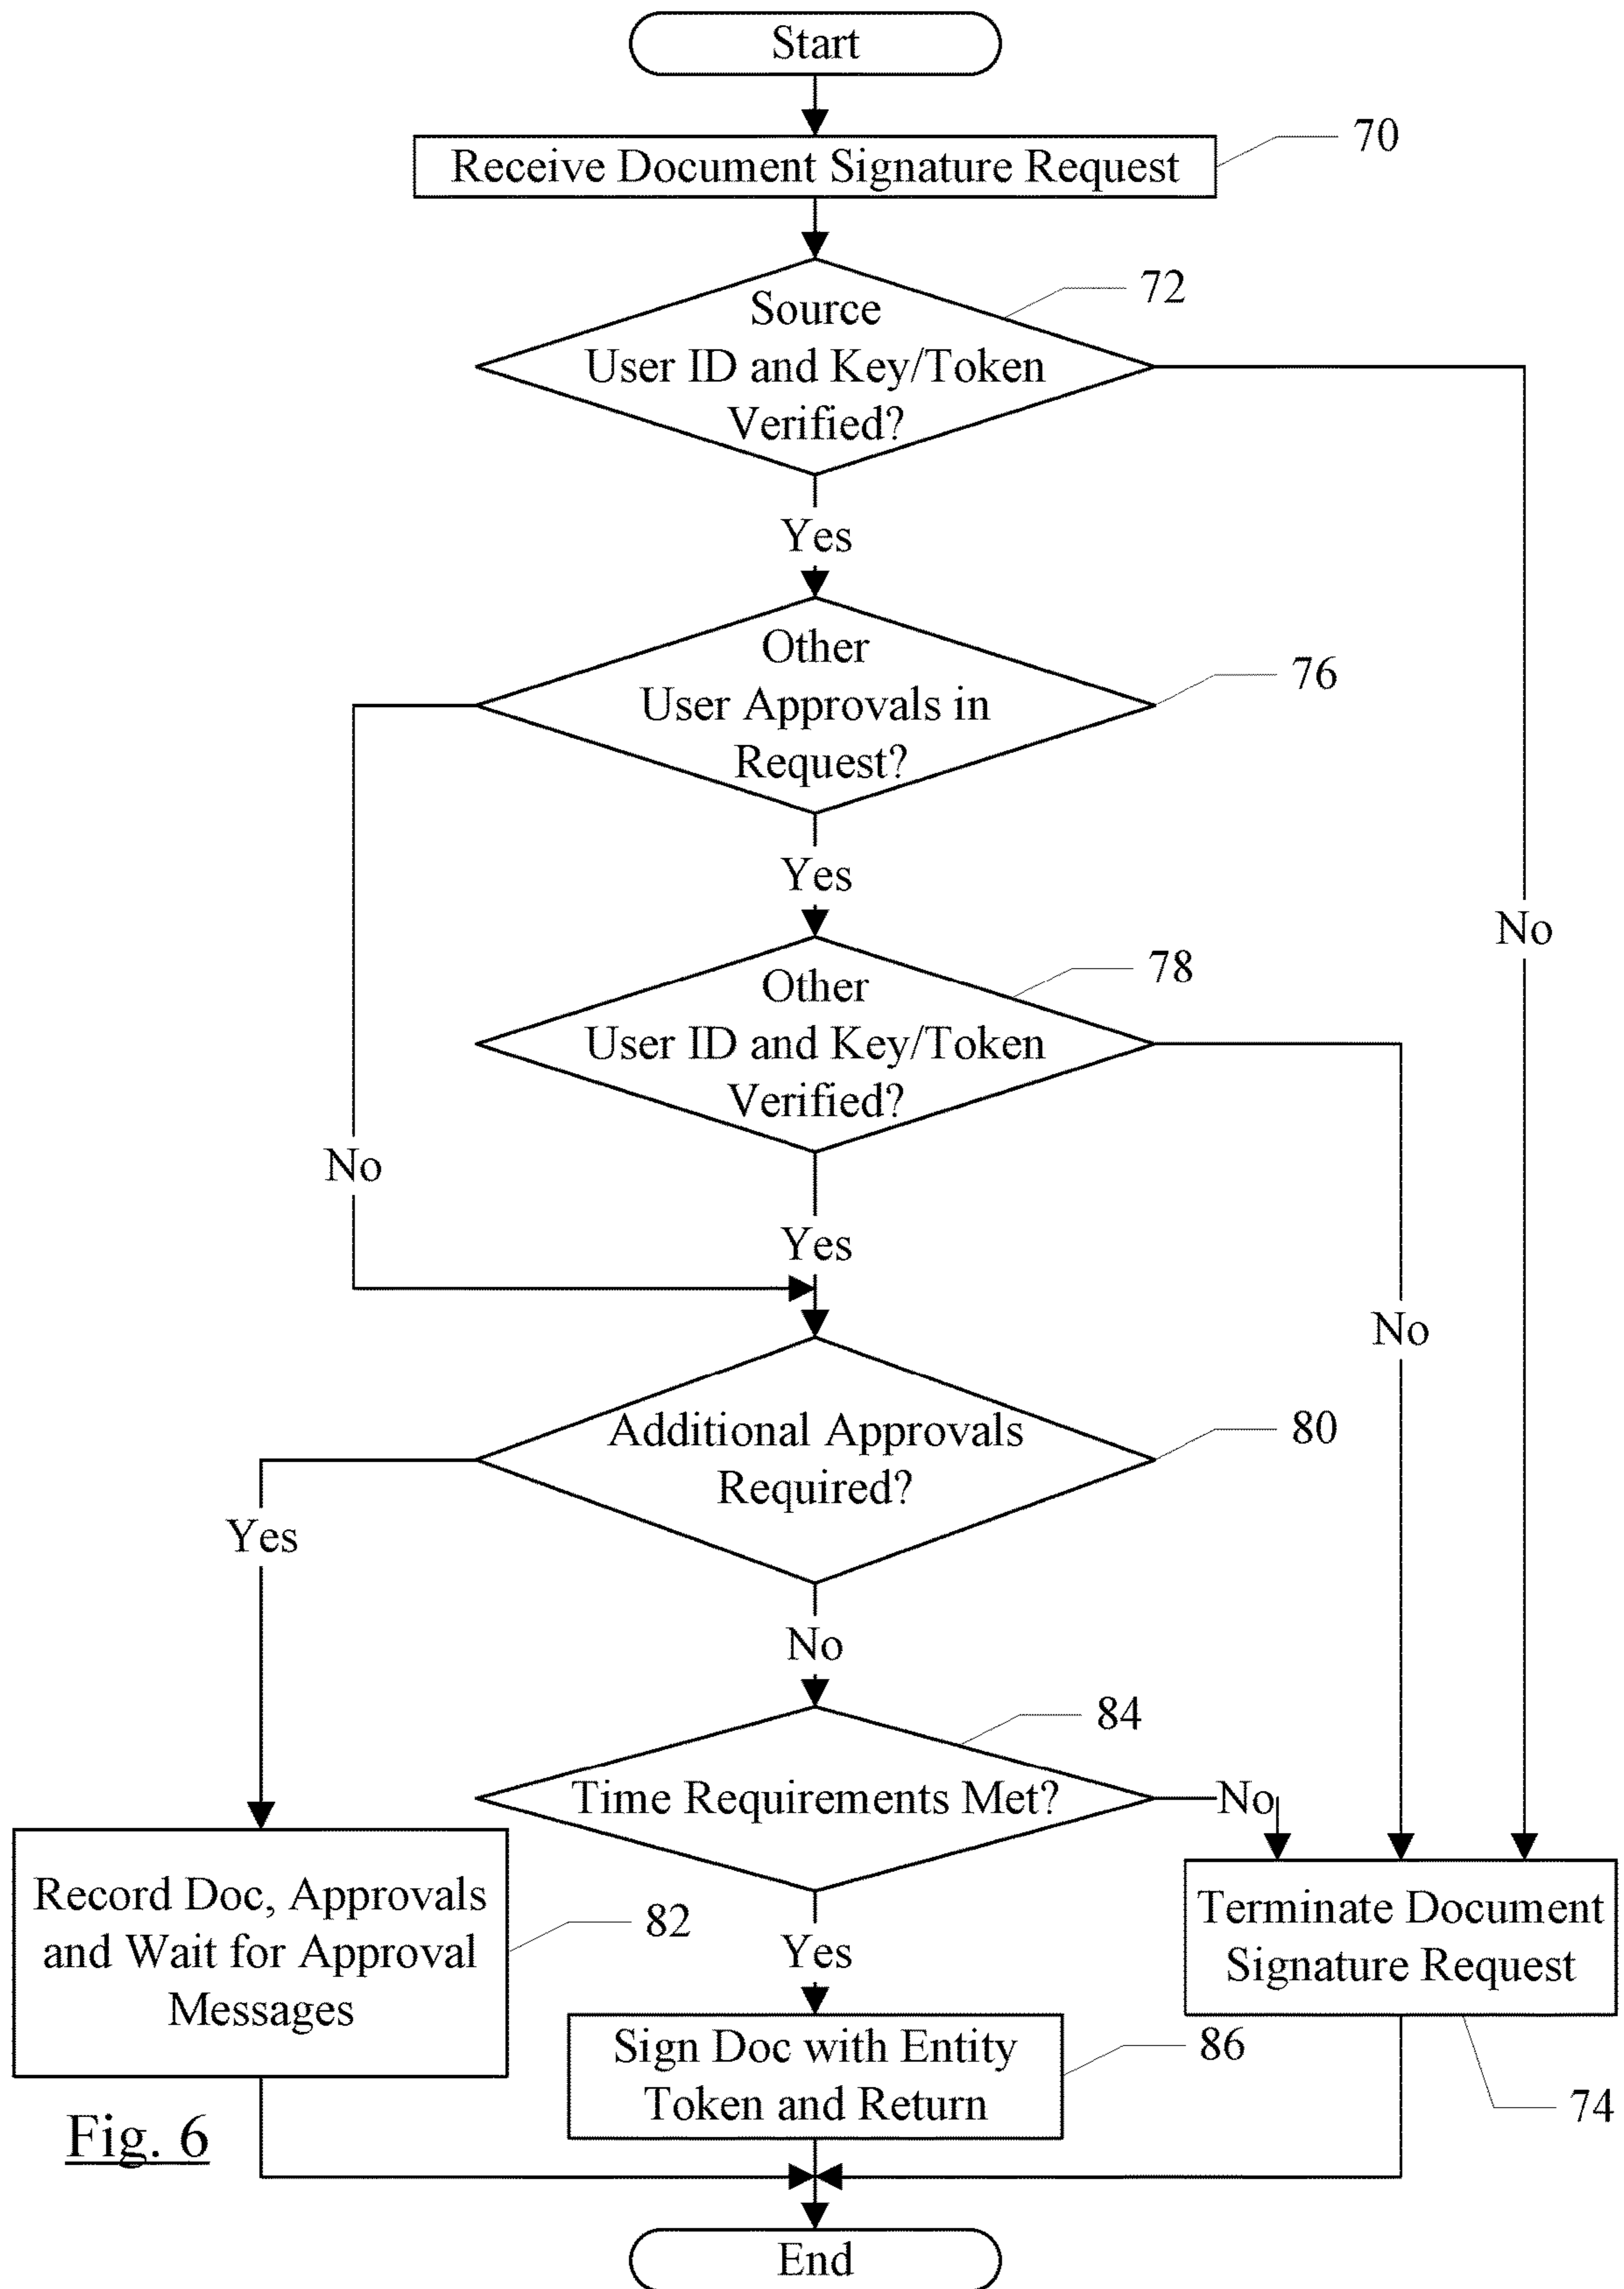 Start
Receive Document Signature Request
70
Source
User ID and Key/Token
Verified?
72
Yes
Other
User Approvals in
Request?
76
Yes
No
Other
User ID and Key/Token
Verified?
78
No
Yes
No
Additional Approvals
Required?
80
Yes
No
Time Requirements Met?
84
No
Record Doc, Approvals
and Wait for Approval
Messages
82
Yes
Terminate Document
Signature Request
74
Sign Doc with Entity
Token and Return
86
Fig. 6
End